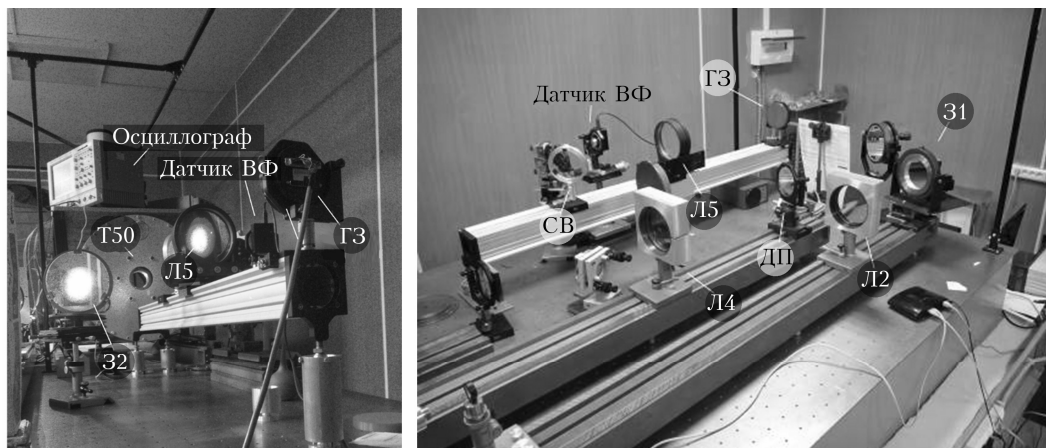 Осциллограф
Датчик ВФ
Т50
Л5
ГЗ
З2
Датчик ВФ
ГЗ
З1
СВ
Л5
ДП
Л2
Л4